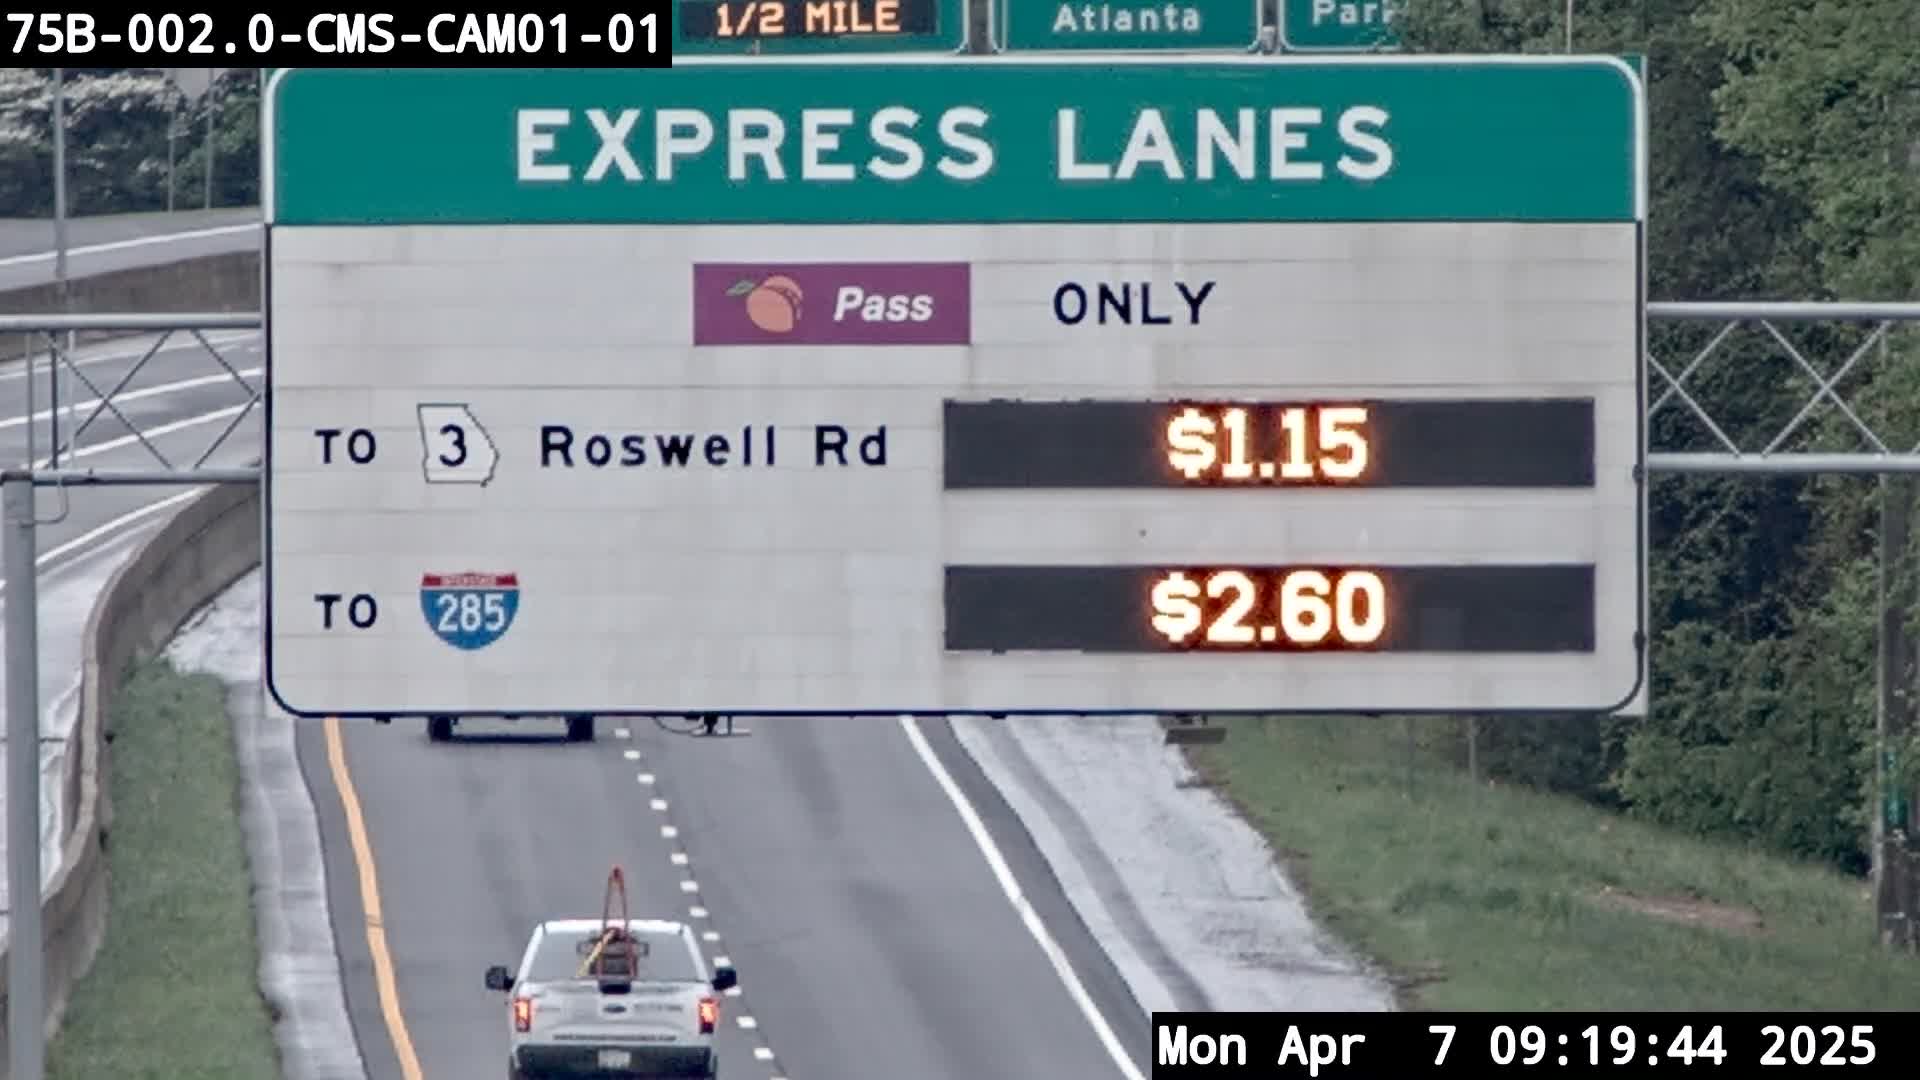 75B-002.0-CMS-CAM01-01
1/2 MILE
Atlanta
EXPRESS LANES
Pass ONLY
TO 3 Roswell Rd $1.15
TO 285 $2.60
Mon Apr 7 09:19:44 2025